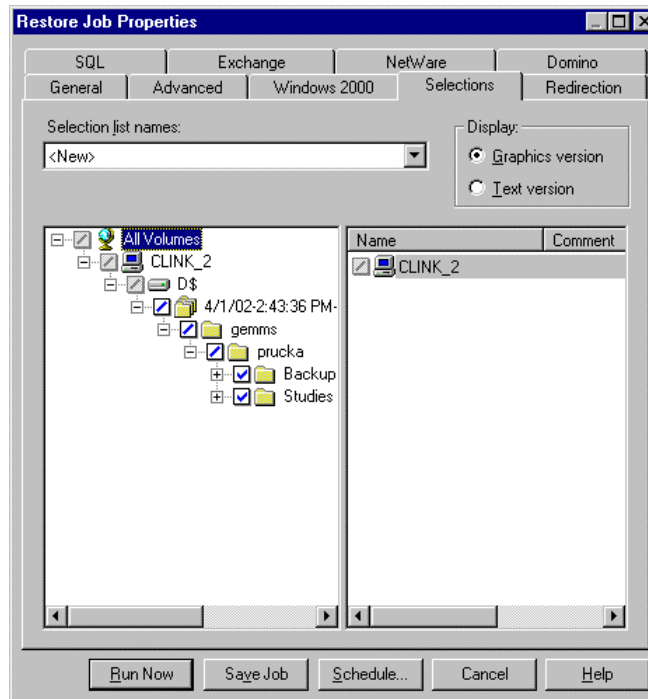 Restore Job Properties
SQL Exchange NetWare Domino
General Advanced Windows 2000 Selections Redirection
Selection list names:
<New>
Display:
Graphics version
Text version
All Volumes
CLINK_2
D$
4/1/02-2:43:36 PM-
gemms
prucka
Backup
Studies
Name Comment
CLINK_2
Run Now Save Job Schedule... Cancel Help